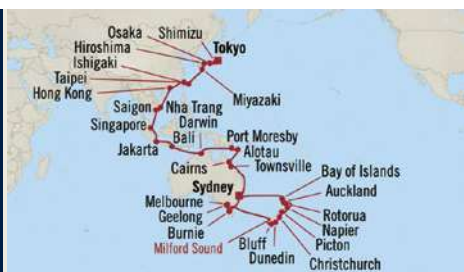 Osaka
Shimizu
Hiroshima
Tokyo
Ishigaki
Taipei
Hong Kong
Miyazaki
Saigon
Nha Trang
Singapore
Darwin
Bali
Jakarta
Port Moresby
Alotau
Cairns
Townsville
Bay of Islands
Sydney
Auckland
Melbourne
Rotorua
Geelong
Napier
Burnie
Picton
Milford Sound
Bluff
Dunedin
Christchurch